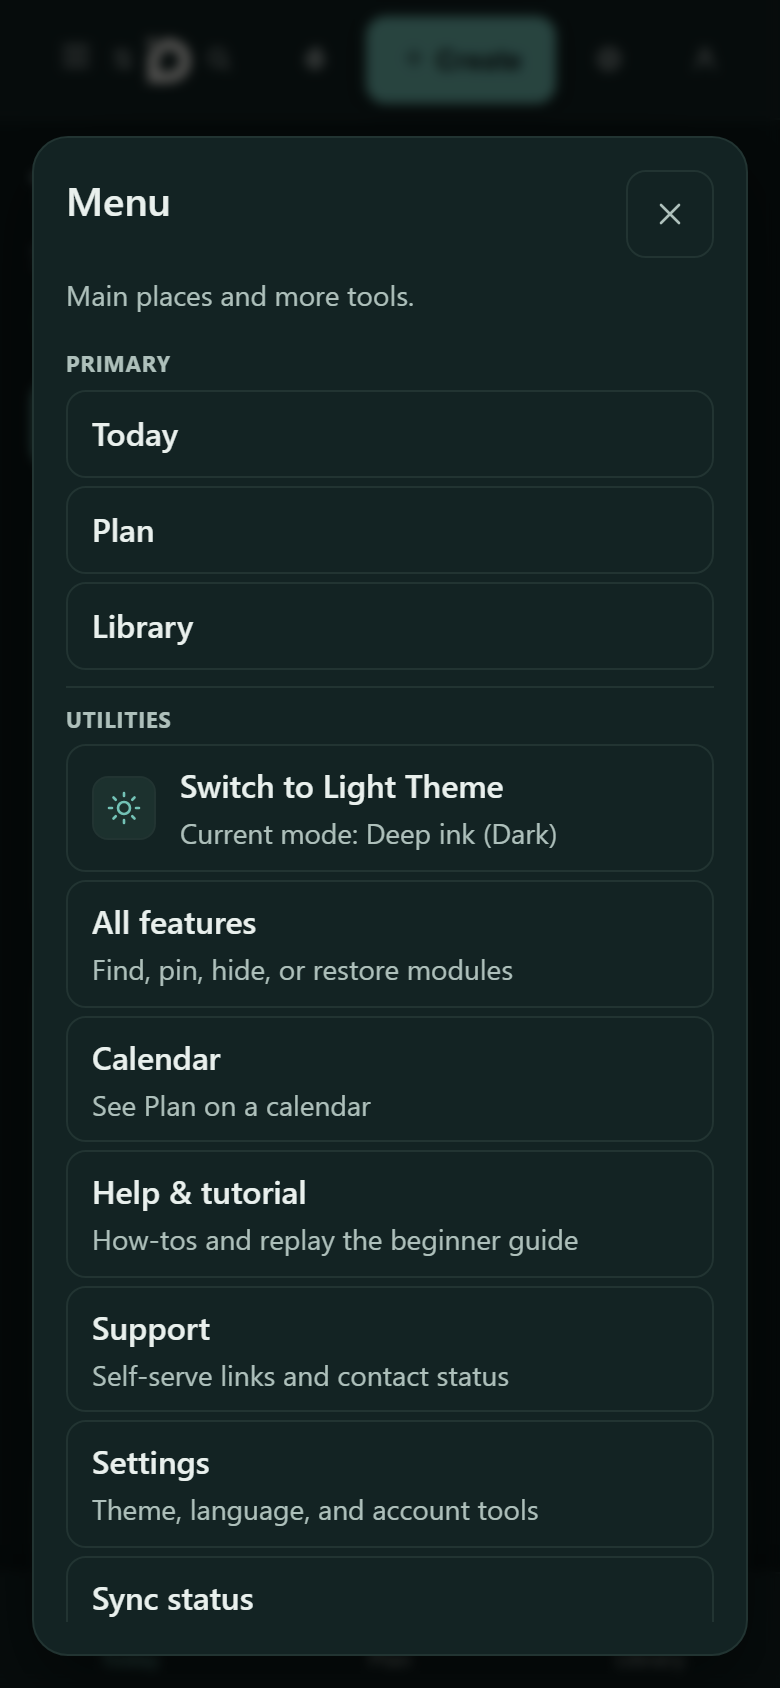 Create
Menu
Main places and more tools.
PRIMARY
Today
Plan
Library
UTILITIES
Switch to Light Theme
Current mode: Deep ink (Dark)
All features
Find, pin, hide, or restore modules
Calendar
See Plan on a calendar
Help & tutorial
How-tos and replay the beginner guide
Support
Self-serve links and contact status
Settings
Theme, language, and account tools
Sync status